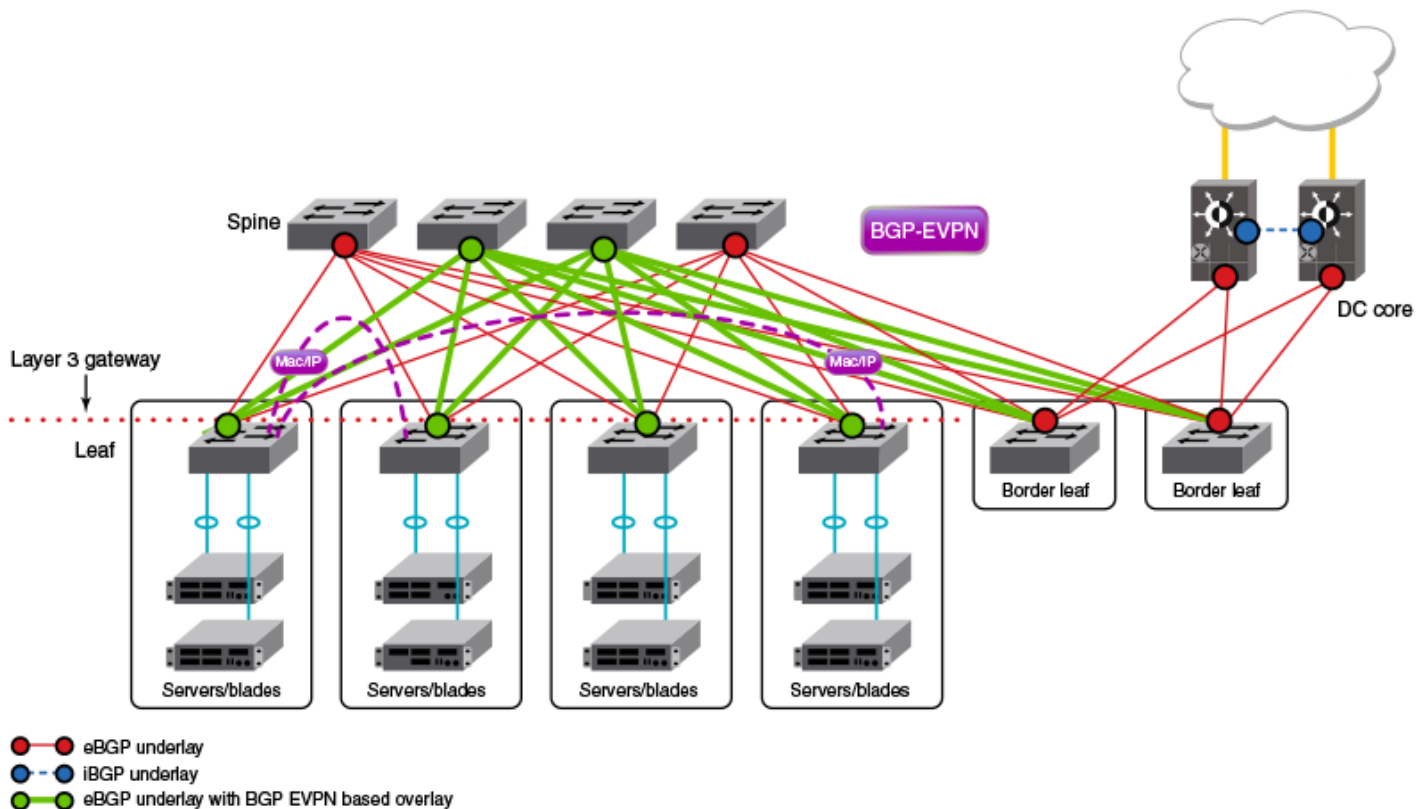 Spine
BGP-EVPN
DC core
Mac/IP
Mac/IP
Layer 3 gateway
Leaf
Border leaf
Border leaf
Servers/blades
Servers/blades
Servers/blades
Servers/blades
eBGP underlay
iBGP underlay
eBGP underlay with BGP EVPN based overlay